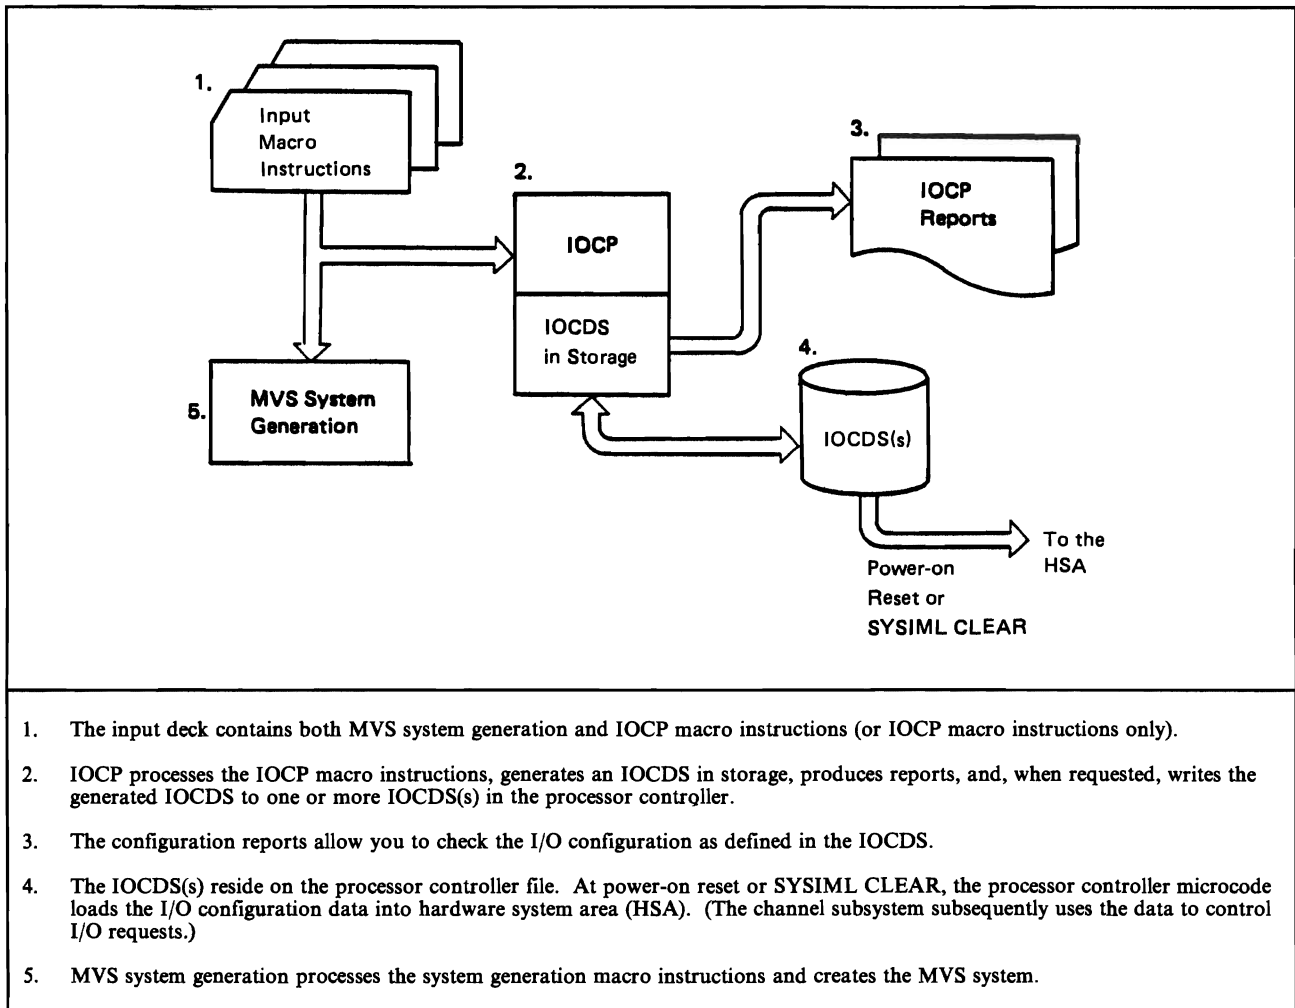 1.
Input
Macro
Instructions
2.
IOCP
IOCDS
in Storage
3.
IOCP
Reports
4.
IOCDS(s)
To the
HSA
Power-on
Reset or
SYSIML CLEAR
5.
MVS System
Generation
1. The input deck contains both MVS system generation and IOCP macro instructions (or IOCP macro instructions only).
2. IOCP processes the IOCP macro instructions, generates an IOCDS in storage, produces reports, and, when requested, writes the
generated IOCDS to one or more IOCDS(s) in the processor controller.
3. The configuration reports allow you to check the I/O configuration as defined in the IOCDS.
4. The IOCDS(s) reside on the processor controller file. At power-on reset or SYSIML CLEAR, the processor controller microcode
loads the I/O configuration data into hardware system area (HSA). (The channel subsystem subsequently uses the data to control
I/O requests.)
5. MVS system generation processes the system generation macro instructions and creates the MVS system.